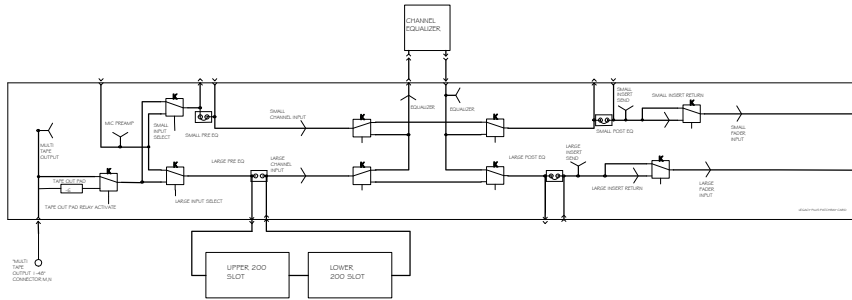 CHANNEL
EQUALIZER
K
K
K
K
K
K
K
K
K
MULTI
TAPE
OUTPUT
MIC PREAMP
SMALL
INPUT
SELECT
SMALL PRE EQ
SMALL
CHANNEL INPUT
EQUALIZER
EQUALIZER
SMALL
INSERT
SEND
SMALL INSERT RETURN
SMALL POST EQ
SMALL
FADER
INPUT
TAPE OUT PAD
TAPE OUT PAD RELAY ACTIVATE
LARGE PRE EQ
LARGE
CHANNEL
INPUT
LARGE INPUT SELECT
LARGE POST EQ
LARGE
INSERT
SEND
LARGE INSERT RETURN
LARGE
FADER
INPUT
"MULTI
TAPE
OUTPUT 1-48"
CONNECTOR M,N
UPPER 200
SLOT
LOWER
200 SLOT